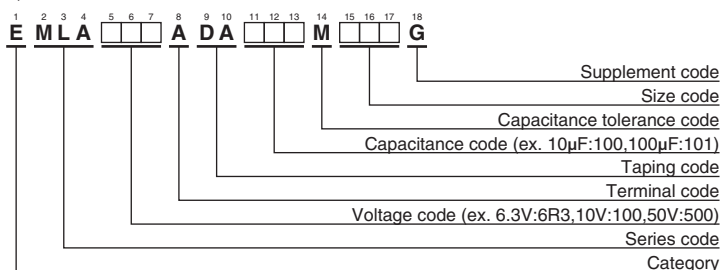 1 2 3 4 5 6 7 8 9 10 11 12 13 14 15 16 17 18
E M L A A D A M G
Supplement code
Size code
Capacitance tolerance code
Capacitance code (ex. 10µF:100,100µF:101)
Taping code
Terminal code
Voltage code (ex. 6.3V:6R3,10V:100,50V:500)
Series code
Category